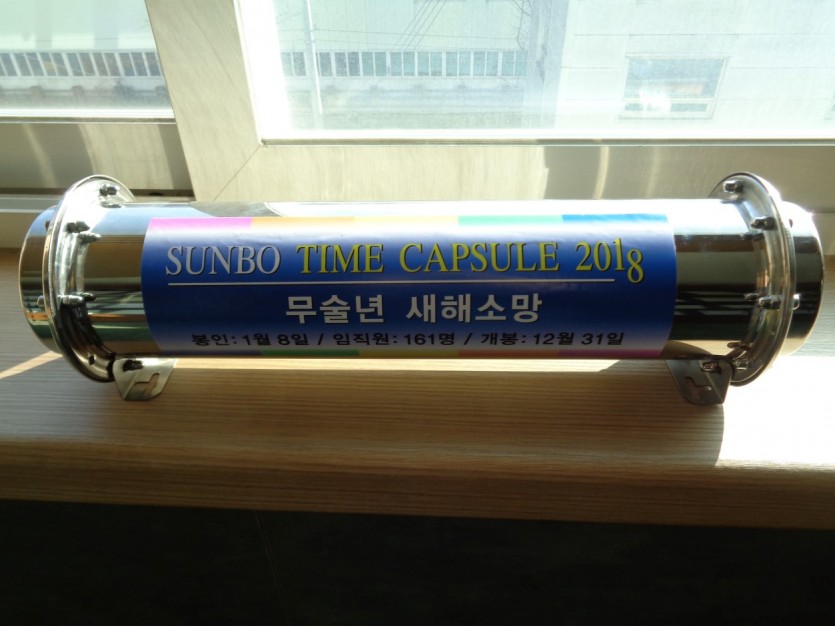 SUNBO TIME CAPSULE 2018
무술년 새해소망
봉인: 1월 8일 / 임직원: 161명 / 개봉: 12월 31일